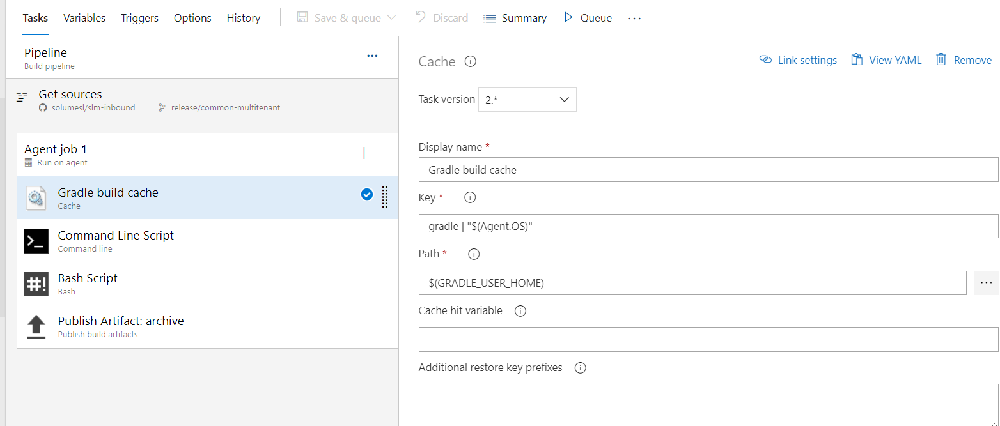 Tasks Variables Triggers Options History Save & queue Discard Summary Queue ...
Pipeline ...
Build pipeline
Get sources
solumesl/slm-inbound release/common-multitenant
Agent job 1
Run on agent
Gradle build cache
Cache
Command Line Script
Command line
#!
Bash Script
Bash
Publish Artifact: archive
Publish build artifacts
Cache Link settings View YAML Remove
Task version 2.*
Display name *
Gradle build cache
Key *
gradle | "$(Agent.OS)"
Path *
$(GRADLE_USER_HOME) ...
Cache hit variable
Additional restore key prefixes